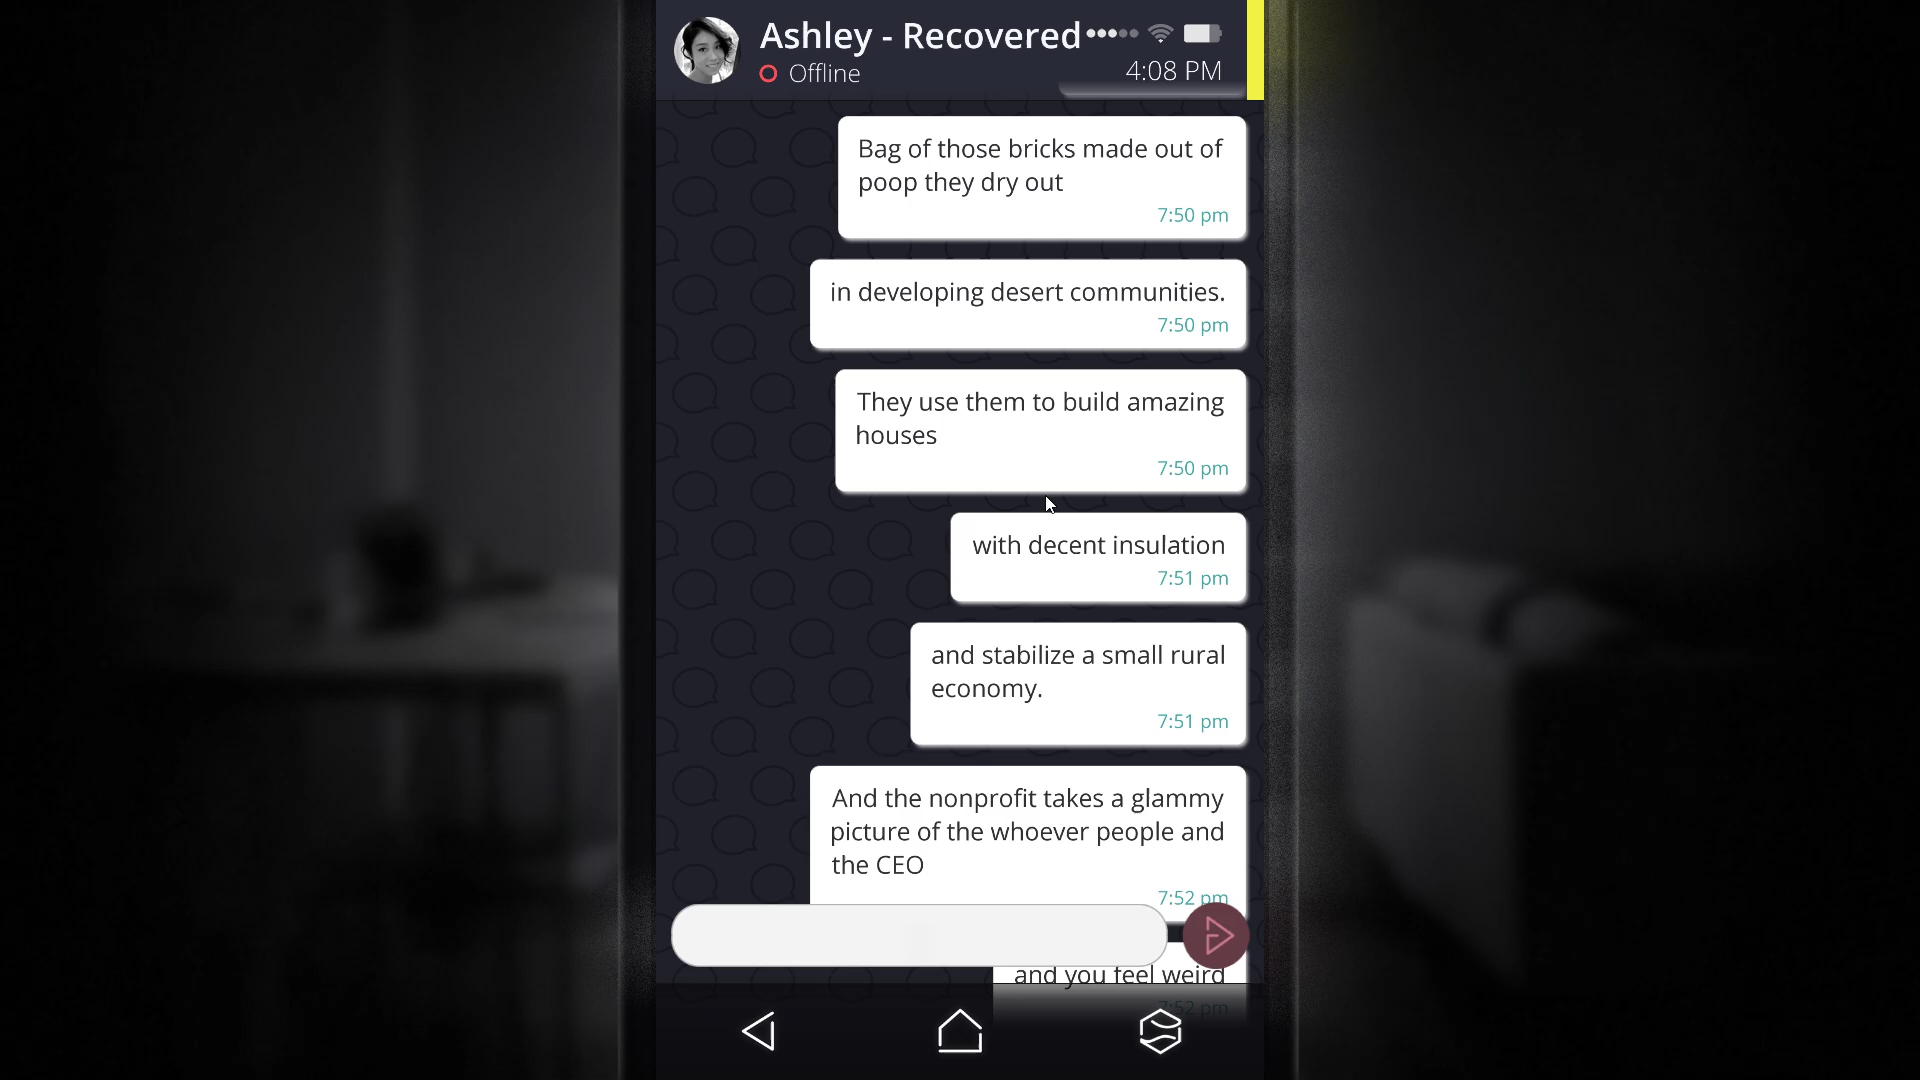 Ashley - Recovered
Offline
4:08 PM
Bag of those bricks made out of
poop they dry out
7:50 pm
in developing desert communities.
7:50 pm
They use them to build amazing
houses
7:50 pm
with decent insulation
7:51 pm
and stabilize a small rural
economy.
7:51 pm
And the nonprofit takes a glammy
picture of the whoever people and
the CEO
7:52 pm
and you feel weird
7:52 pm